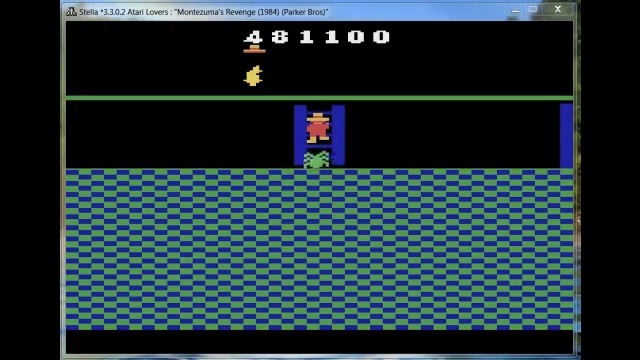 Stella *3.3.0.2 Atari Lovers : "Montezuma's Revenge (1984) (Parker Bros)"
481100